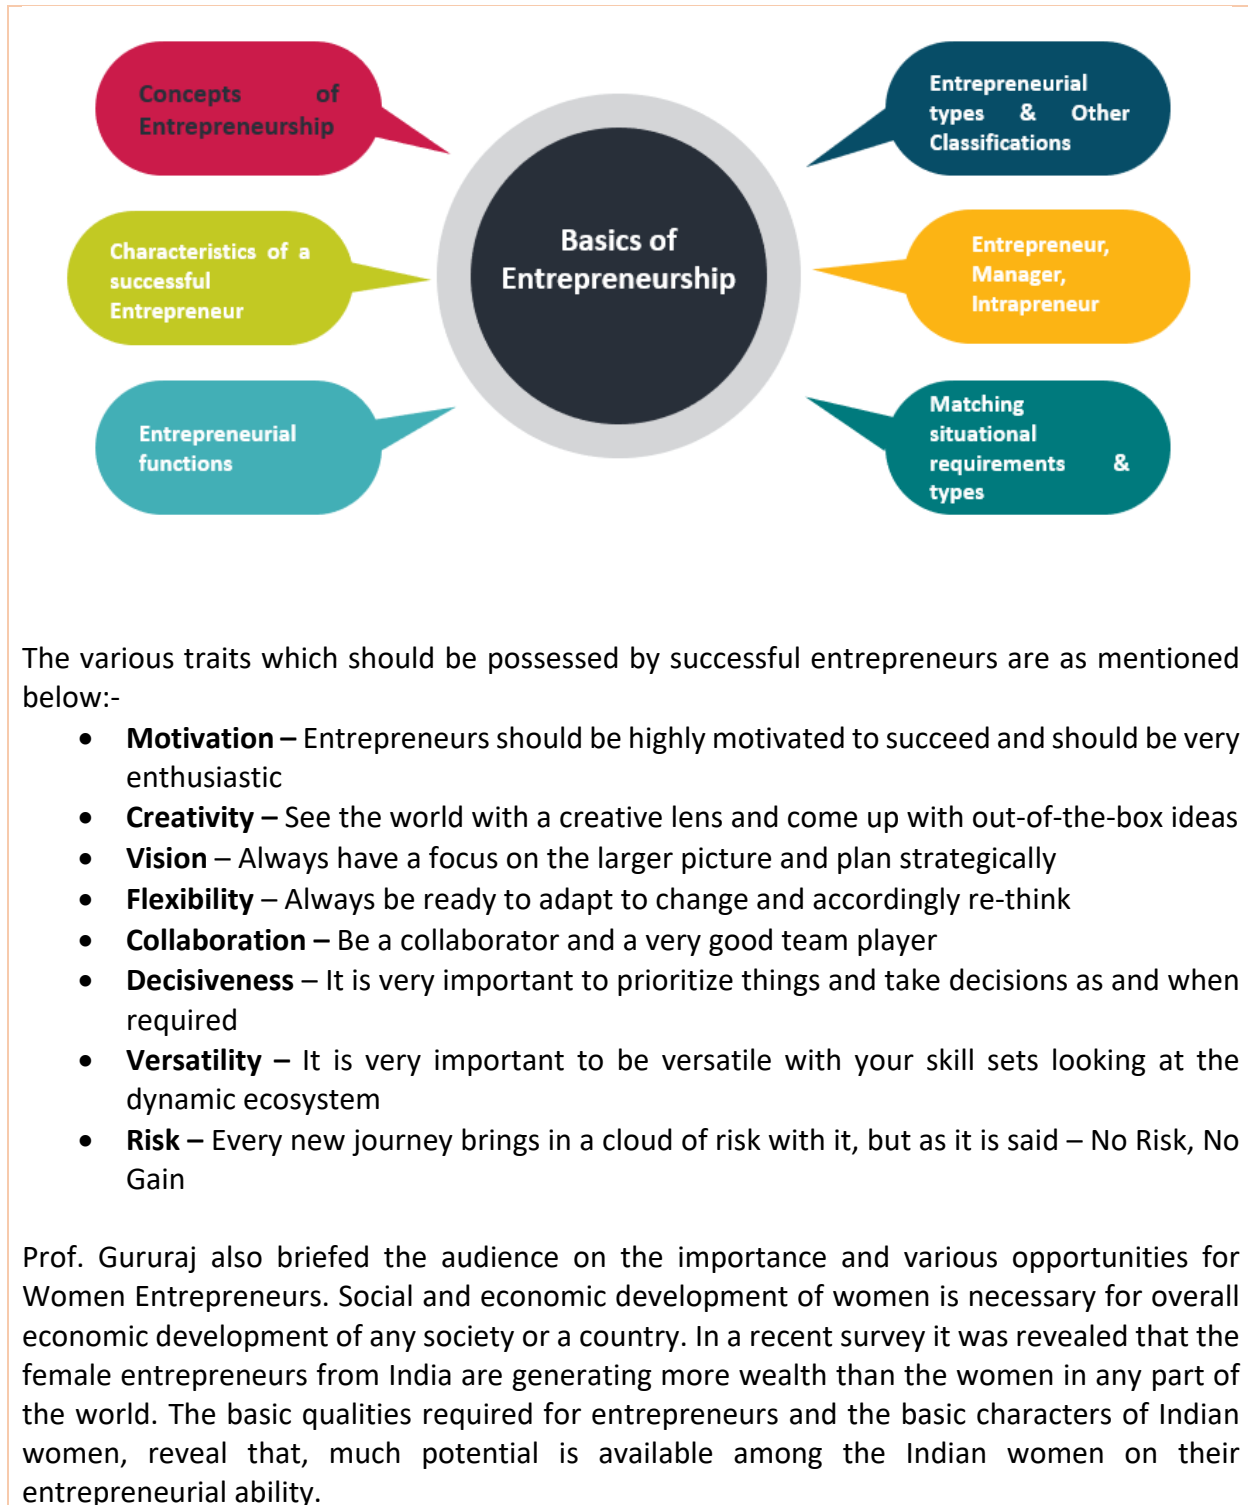 Concepts of
Entrepreneurship
Characteristics of a
successful
Entrepreneur
Entrepreneurial
functions
Basics of
Entrepreneurship
Entrepreneurial
types & Other
Classifications
Entrepreneur,
Manager,
Intrapreneur
Matching
situational
requirements &
types
The various traits which should be possessed by successful entrepreneurs are as mentioned
below:-
• Motivation – Entrepreneurs should be highly motivated to succeed and should be very
enthusiastic
• Creativity – See the world with a creative lens and come up with out-of-the-box ideas
• Vision – Always have a focus on the larger picture and plan strategically
• Flexibility – Always be ready to adapt to change and accordingly re-think
• Collaboration – Be a collaborator and a very good team player
• Decisiveness – It is very important to prioritize things and take decisions as and when
required
• Versatility – It is very important to be versatile with your skill sets looking at the
dynamic ecosystem
• Risk – Every new journey brings in a cloud of risk with it, but as it is said – No Risk, No
Gain
Prof. Gururaj also briefed the audience on the importance and various opportunities for
Women Entrepreneurs. Social and economic development of women is necessary for overall
economic development of any society or a country. In a recent survey it was revealed that the
female entrepreneurs from India are generating more wealth than the women in any part of
the world. The basic qualities required for entrepreneurs and the basic characters of Indian
women, reveal that, much potential is available among the Indian women on their
entrepreneurial ability.